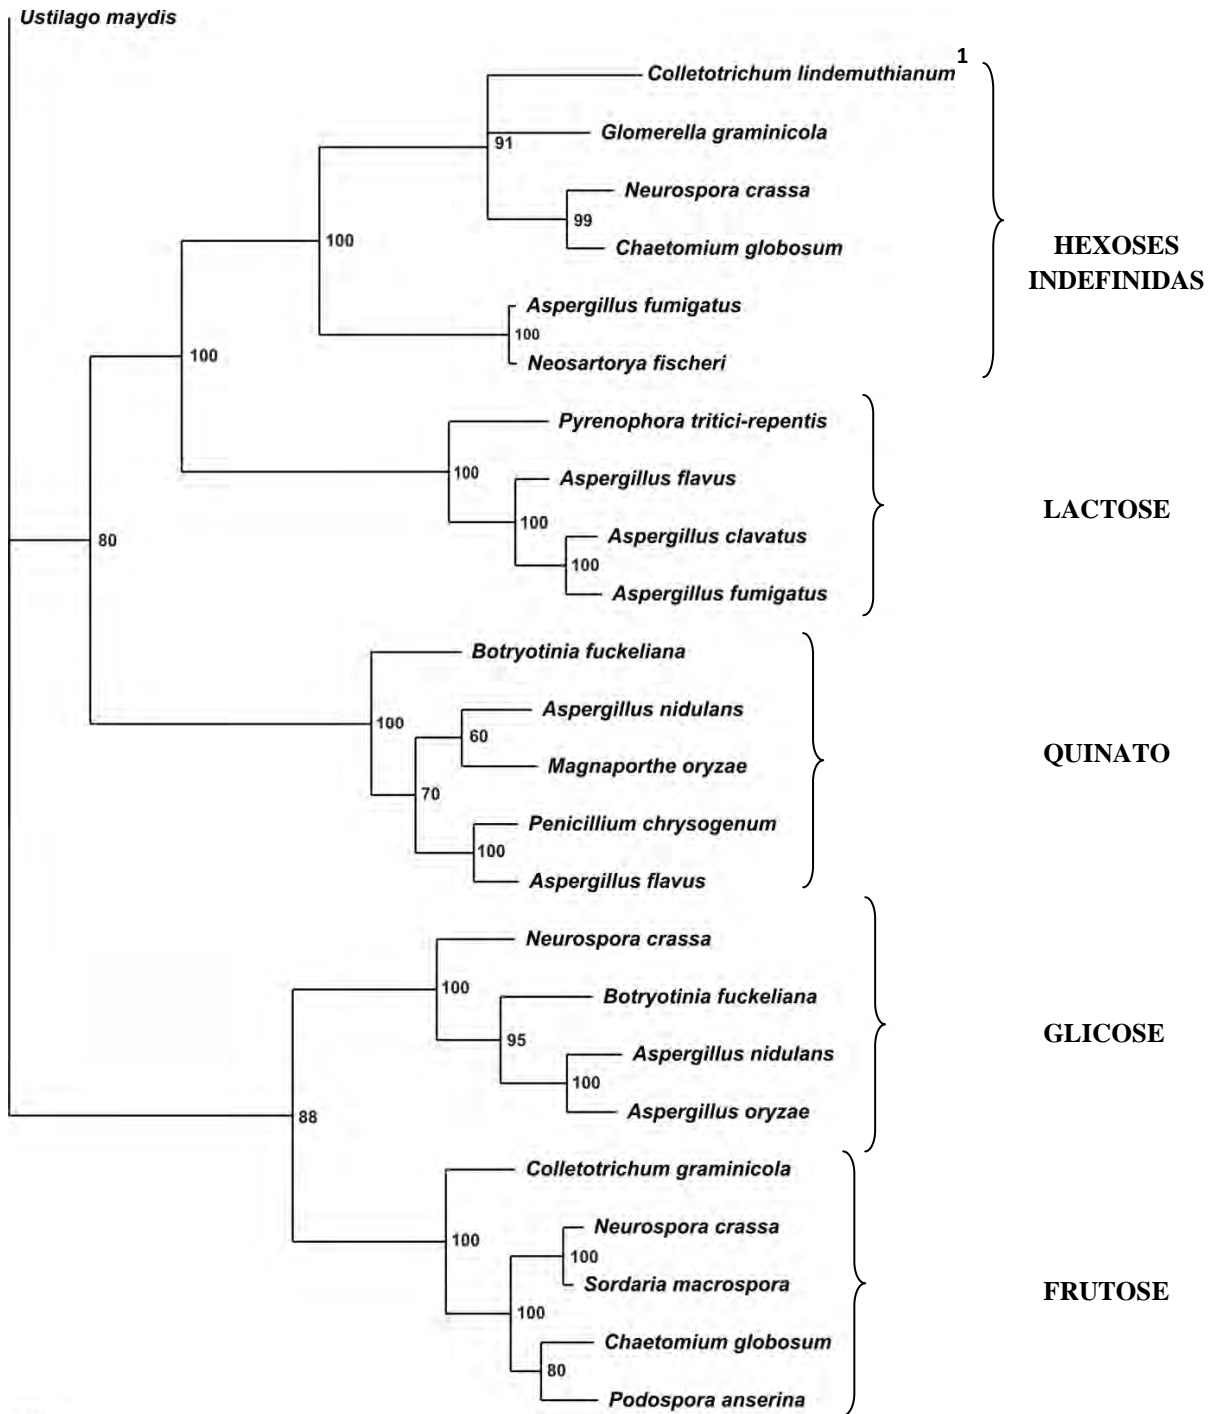 Ustilago maydis
Colletotrichum lindemuthianum1
91
Glomerella graminicola
Neurospora crassa
99
Chaetomium globosum
100
HEXOSES
INDEFINIDAS
Aspergillus fumigatus
100
Neosartorya fischeri
100
Pyrenophora tritici-repentis
100
Aspergillus flavus
100
Aspergillus clavatus
100
Aspergillus fumigatus
LACTOSE
80
Botryotinia fuckeliana
100
Aspergillus nidulans
60
Magnaporthe oryzae
70
Penicillium chrysogenum
100
Aspergillus flavus
QUINATO
Neurospora crassa
100
Botryotinia fuckeliana
95
Aspergillus nidulans
100
Aspergillus oryzae
GLICOSE
88
Colletotrichum graminicola
100
Neurospora crassa
100
Sordaria macrospora
100
Chaetomium globosum
80
Podospora anserina
FRUTOSE